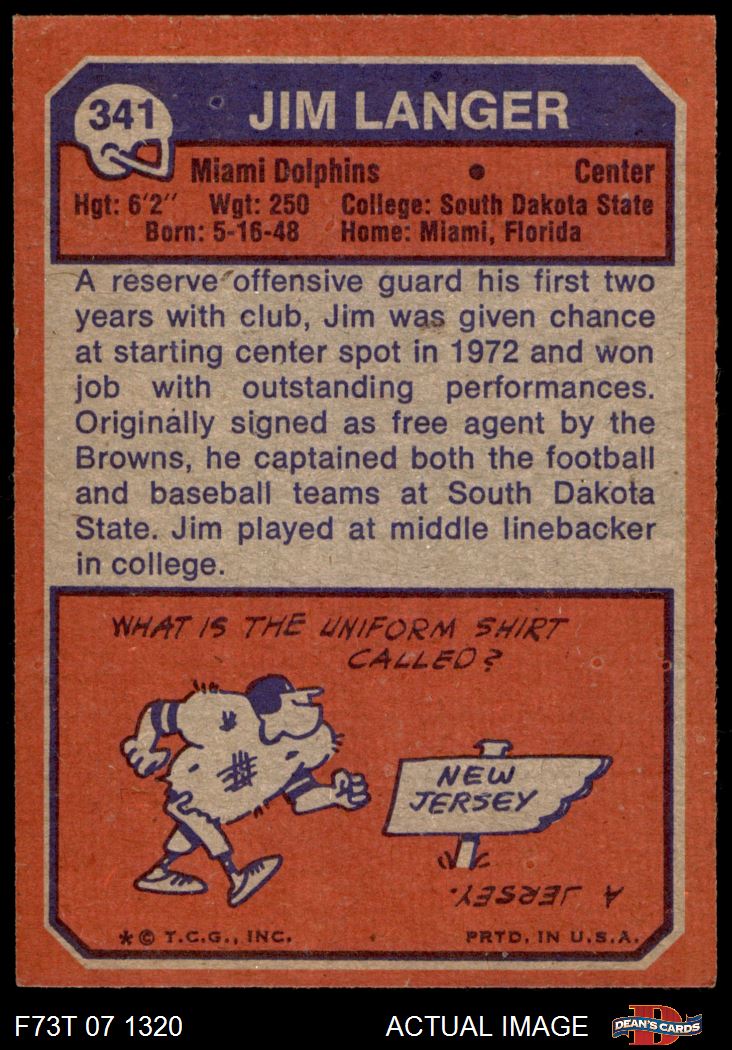 341
JIM LANGER
Miami Dolphins • Center
Hgt: 6'2" Wgt: 250 College: South Dakota State
Born: 5-16-48 Home: Miami, Florida
A reserve offensive guard his first two
years with club, Jim was given chance
at starting center spot in 1972 and won
job with outstanding performances.
Originally signed as free agent by the
Browns, he captained both the football
and baseball teams at South Dakota
State. Jim played at middle linebacker
in college.
WHAT IS THE UNIFORM SHIRT
CALLED?
NEW
JERSEY
A JERSEY.
* © T.C.G., INC. PRTD. IN U.S.A.
F73T 07 1320 ACTUAL IMAGE
D
DEAN'S CARDS